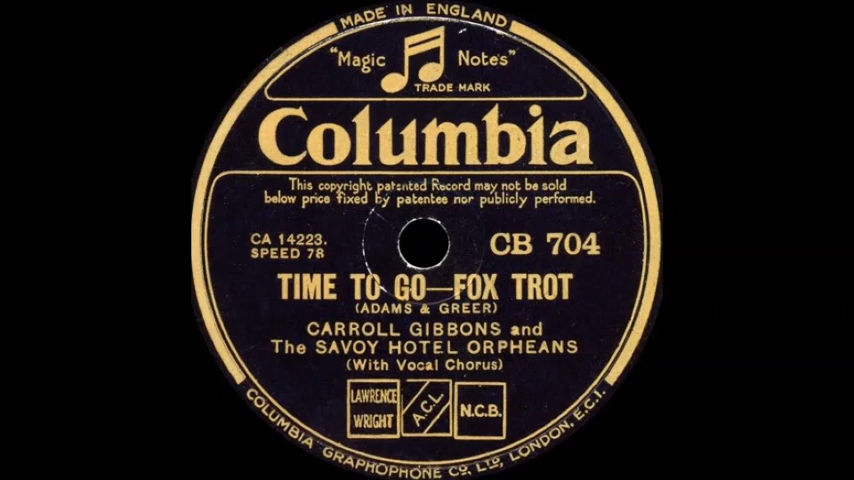 MADE IN ENGLAND
"Magic Notes"
TRADE MARK
Columbia
This copyright patented Record may not be sold
below price fixed by patentee nor publicly performed.
CA 14223.
SPEED 78
CB 704
TIME TO GO—FOX TROT
(ADAMS & GREER)
CARROLL GIBBONS and
The SAVOY HOTEL ORPHEANS
(With Vocal Chorus)
LAWRENCE
WRIGHT
A.C.L.
N.C.B.
COLUMBIA GRAPHOPHONE CO, LTD, LONDON, E.C.1.